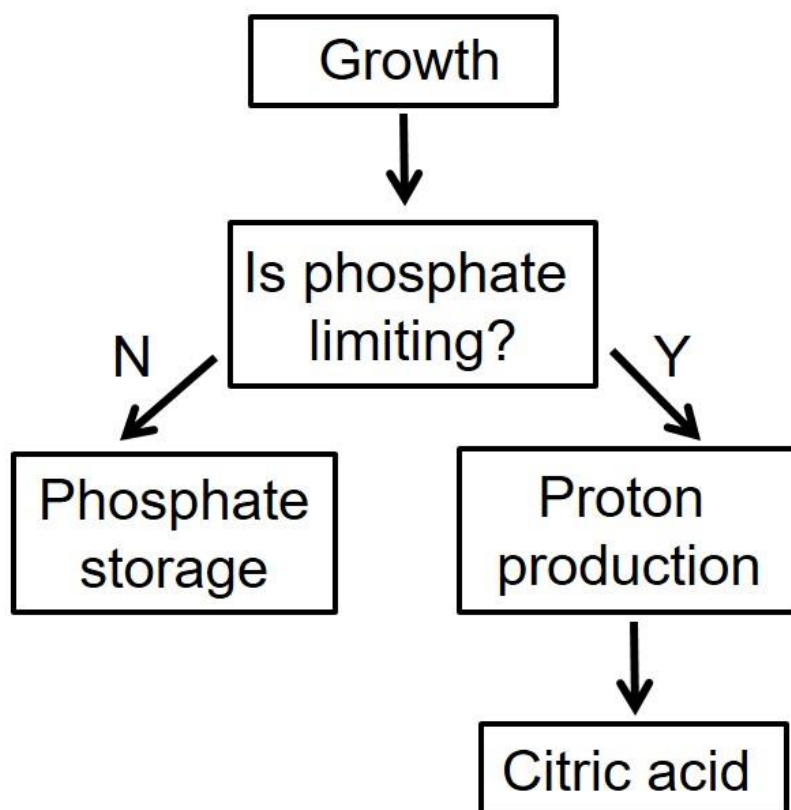 Growth
Is phosphate
limiting?
N
Y
Phosphate
storage
Proton
production
Citric acid